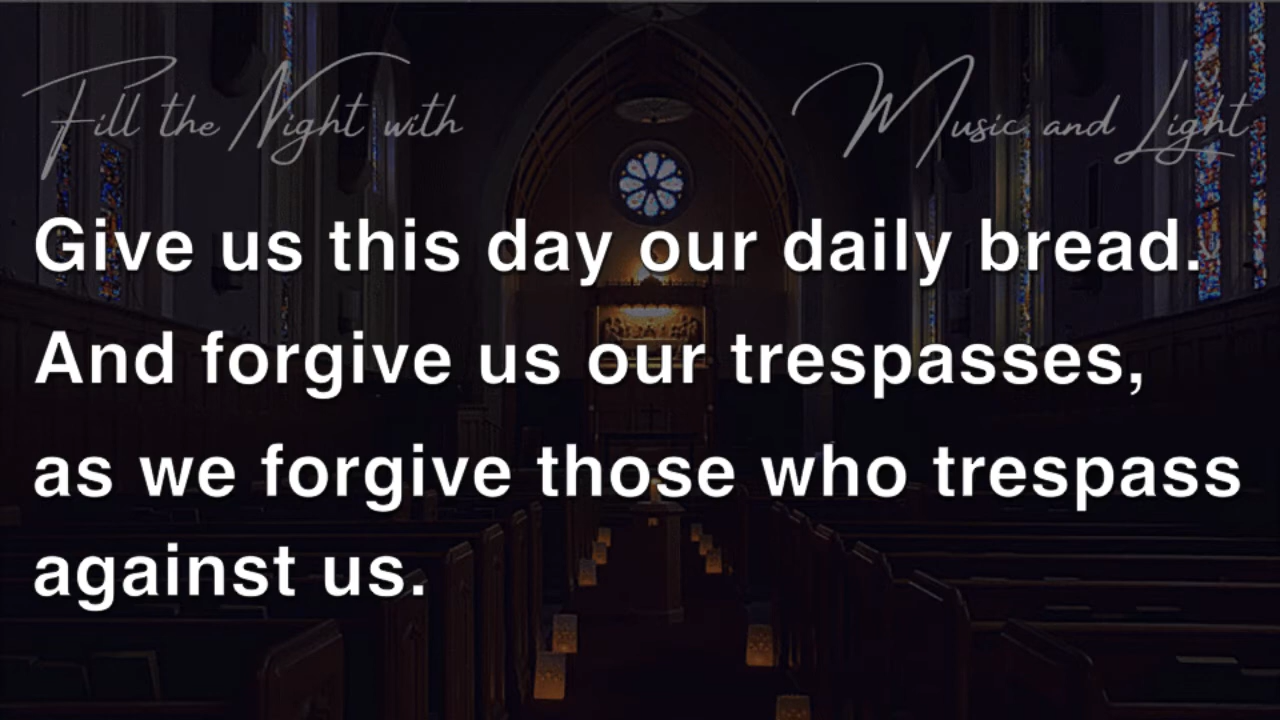 Fill the Night with Music and Light
Give us this day our daily bread.
And forgive us our trespasses,
as we forgive those who trespass
against us.